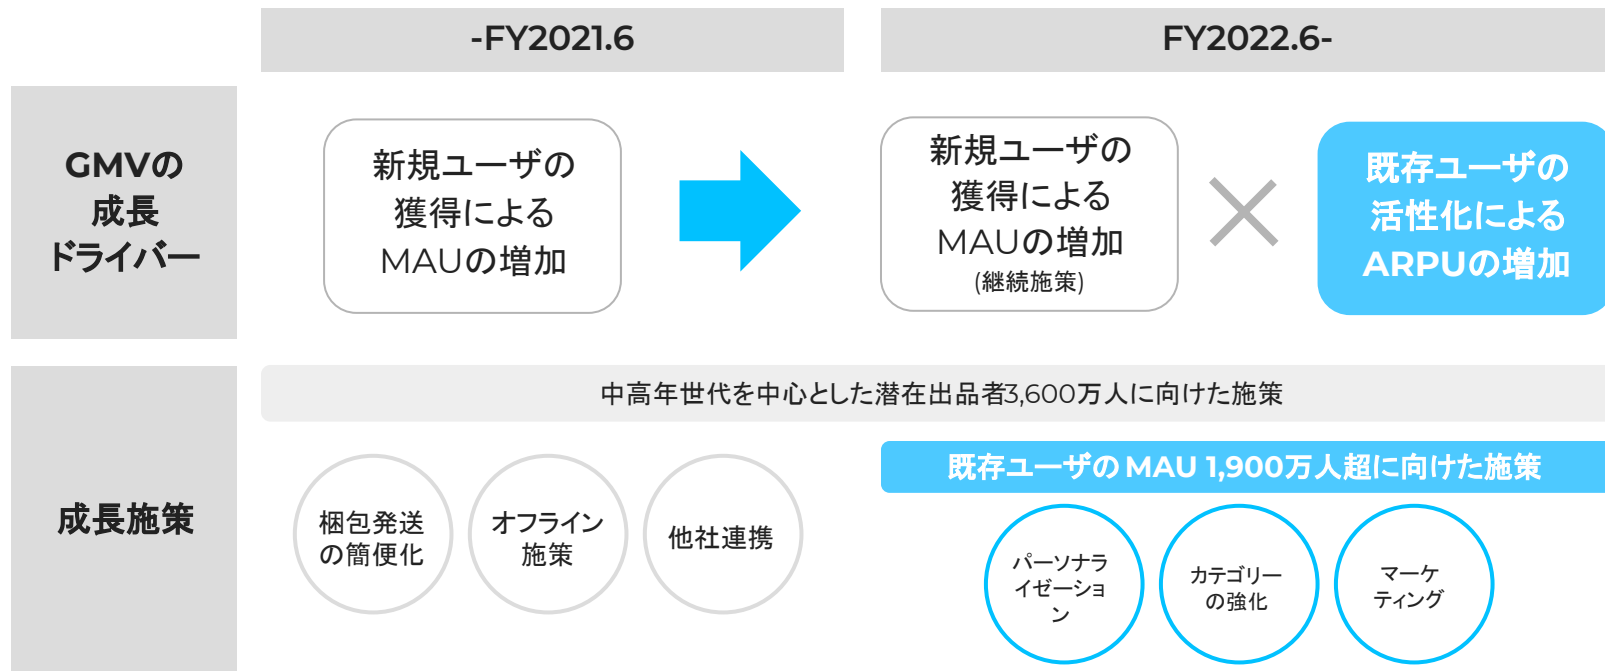 -FY2021.6
FY2022.6-
GMVの
成長
ドライバー
新規ユーザの
獲得による
MAUの増加
新規ユーザの
獲得による
MAUの増加
(継続施策)
既存ユーザの
活性化による
ARPUの増加
成長施策
中高年世代を中心とした潜在出品者3,600万人に向けた施策
既存ユーザの MAU 1,900万人超に向けた施策
梱包発送
の簡便化
オフライン
施策
他社連携
パーソナラ
イゼーショ
ン
カテゴリー
の強化
マーケ
ティング